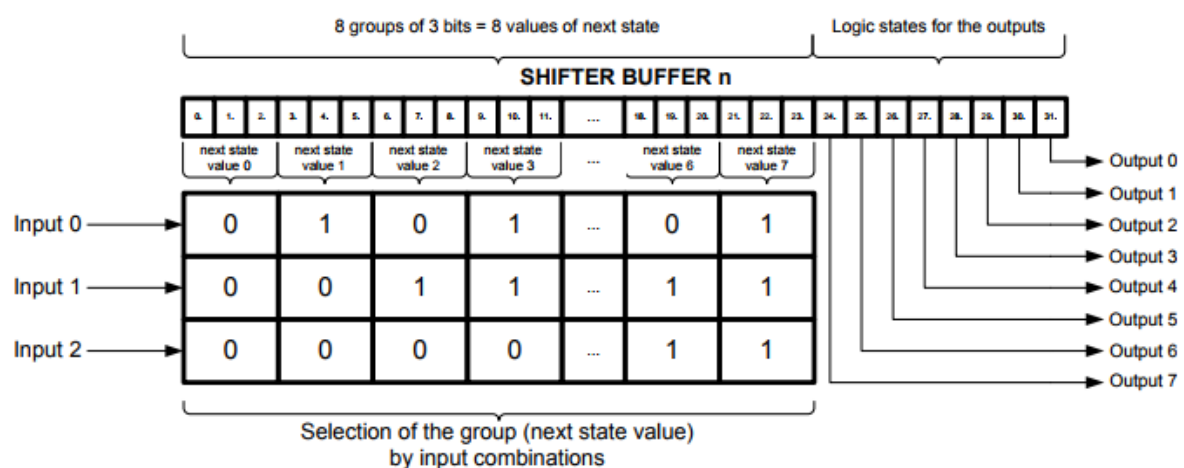 8 groups of 3 bits = 8 values of next state Logic states for the outputs
SHIFTER BUFFER n
0. 1. 2. 3. 4. 5. 6. 7. 8. 9. 10. 11. ... 18. 19. 20. 21. 22. 23. 24. 25. 26. 27. 28. 29. 30. 31.
next state next state next state next state next state next state
value 0 value 1 value 2 value 3 ... value 6 value 7
Output 0
Output 1
Input 0 0 1 0 1 ... 0 1
Output 2
Output 3
Input 1 0 0 1 1 ... 1 1
Output 4
Output 5
Input 2 0 0 0 0 ... 1 1
Output 6
Output 7
Selection of the group (next state value)
by input combinations